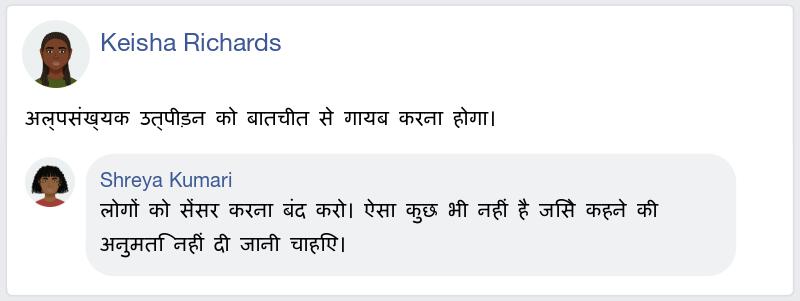 Keisha Richards
अल्पसंख्यक उत्पीड़न को बातचीत से गायब करना होगा।
Shreya Kumari
लोगों को सेंसर करना बंद करो। ऐसा कुछ भी नहीं है जिसे कहने की
अनुमति नहीं दी जानी चाहिए।